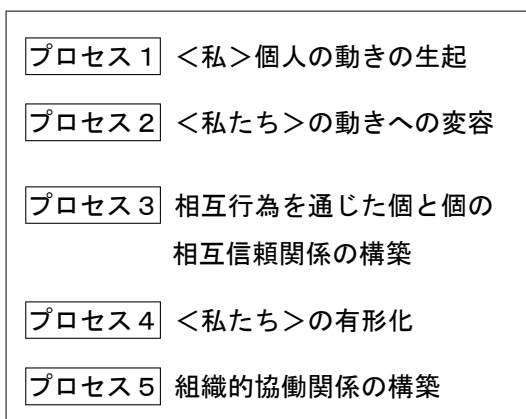 プロセス１ ＜私＞個人の動きの生起
プロセス２ ＜私たち＞の動きへの変容
プロセス３ 相互行為を通じた個と個の
相互信頼関係の構築
プロセス４ ＜私たち＞の有形化
プロセス５ 組織的協働関係の構築